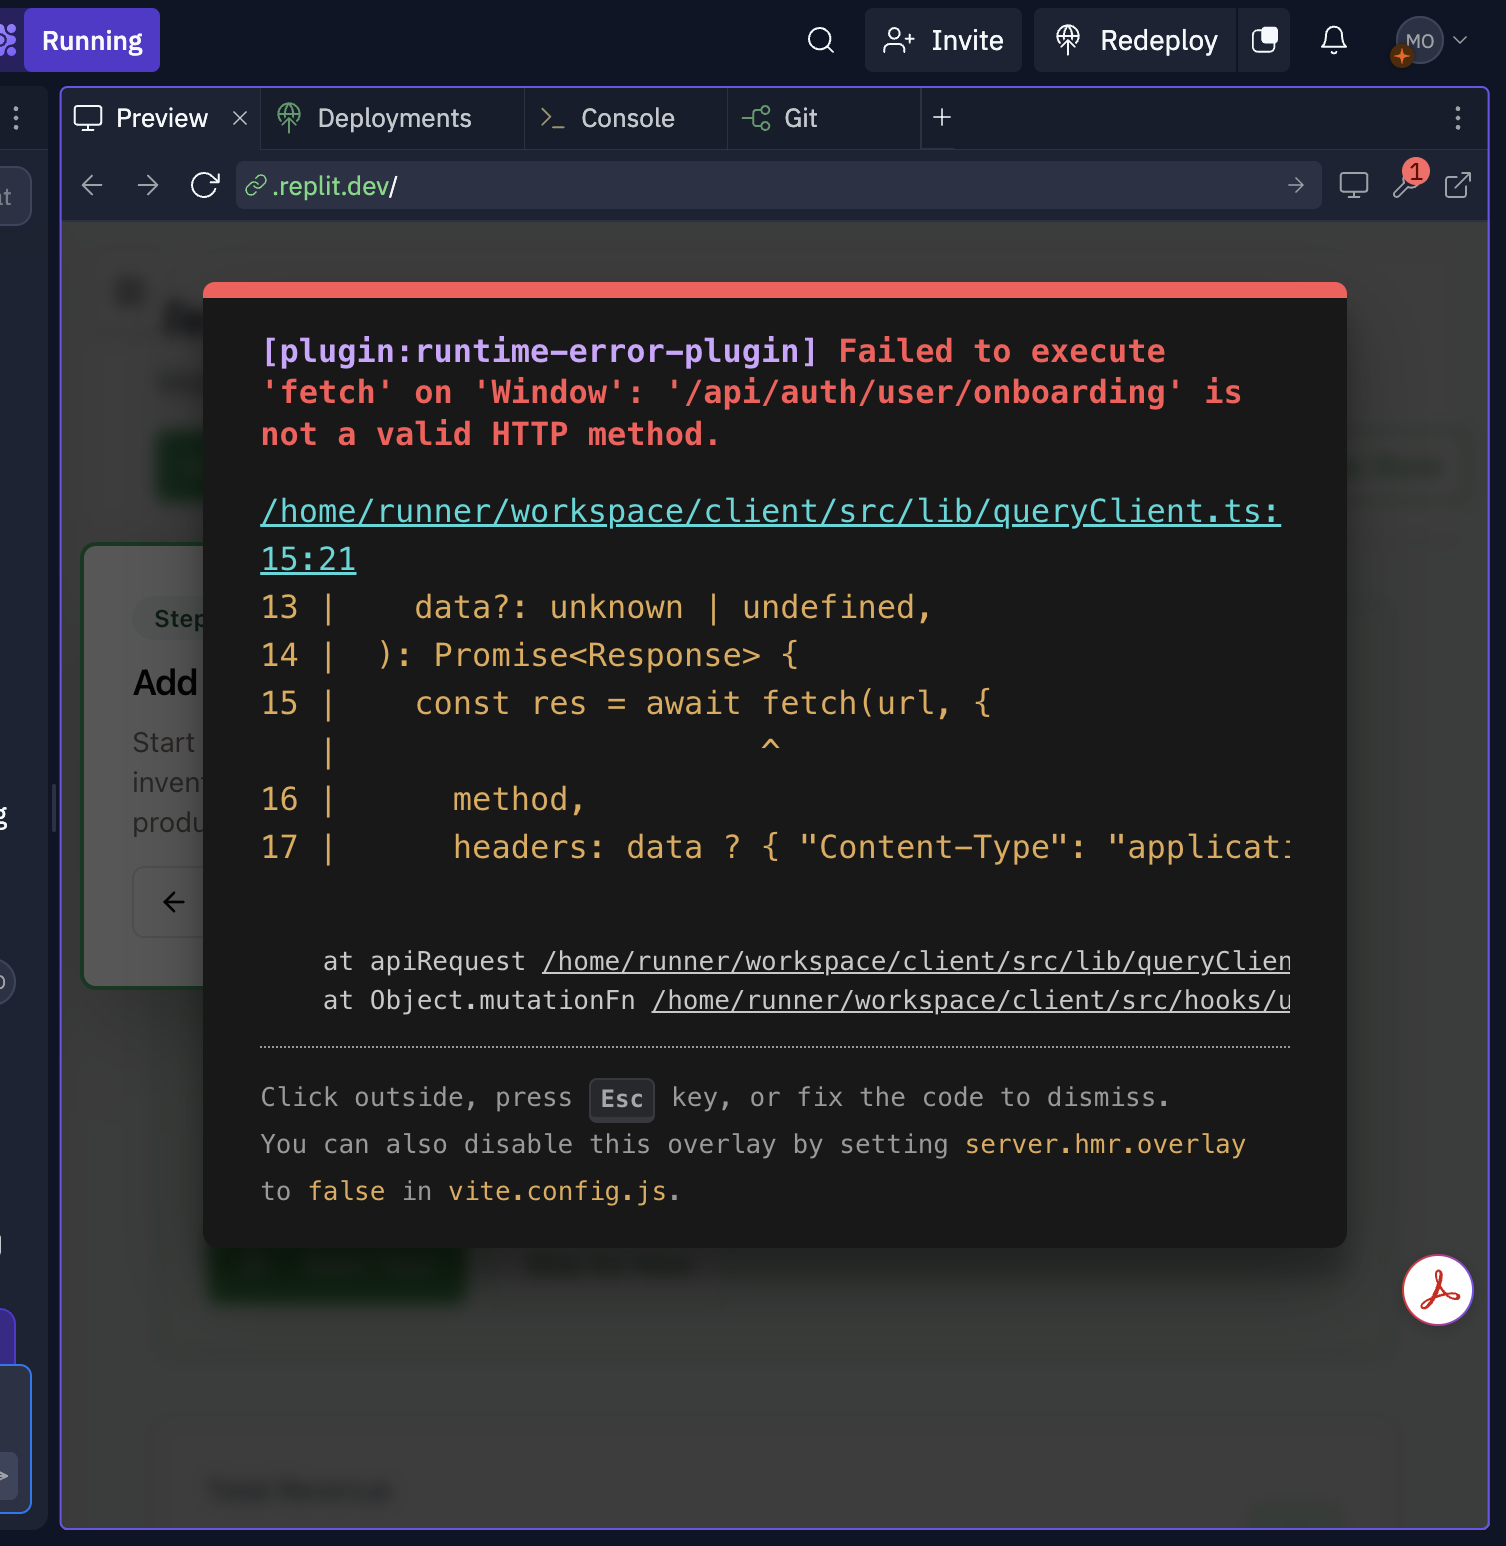 Running
Invite
Redeploy
MO
Preview
Deployments
Console
Git
.replit.dev/
1
[plugin:runtime-error-plugin] Failed to execute
'fetch' on 'Window': '/api/auth/user/onboarding' is
not a valid HTTP method.
/home/runner/workspace/client/src/lib/queryClient.ts:
15:21
13 |    data?: unknown | undefined,
14 |  ): Promise<Response> {
15 |    const res = await fetch(url, {
   |                      ^
16 |      method,
17 |      headers: data ? { "Content-Type": "applicati
Step
Add
Start
inven
produ
at apiRequest /home/runner/workspace/client/src/lib/queryClien
at Object.mutationFn /home/runner/workspace/client/src/hooks/u
Click outside, press Esc key, or fix the code to dismiss.
You can also disable this overlay by setting server.hmr.overlay
to false in vite.config.js.